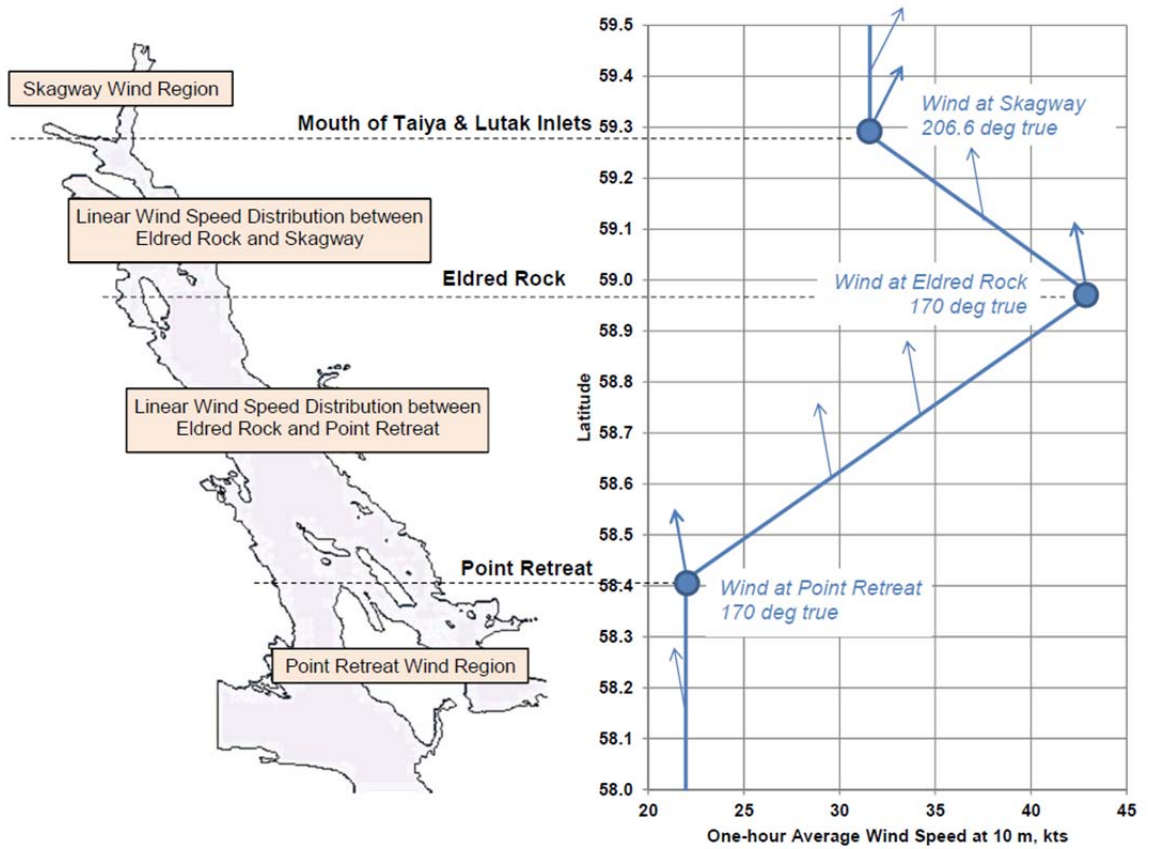 Skagway Wind Region
Mouth of Taiya & Lutak Inlets
Linear Wind Speed Distribution between
Eldred Rock and Skagway
Eldred Rock
Linear Wind Speed Distribution between
Eldred Rock and Point Retreat
Point Retreat
Point Retreat Wind Region
Latitude
59.5
59.4
59.3
59.2
59.1
59.0
58.9
58.8
58.7
58.6
58.5
58.4
58.3
58.2
58.1
58.0
Wind at Skagway
206.6 deg true
Wind at Eldred Rock
170 deg true
Wind at Point Retreat
170 deg true
20 25 30 35 40 45
One-hour Average Wind Speed at 10 m, kts